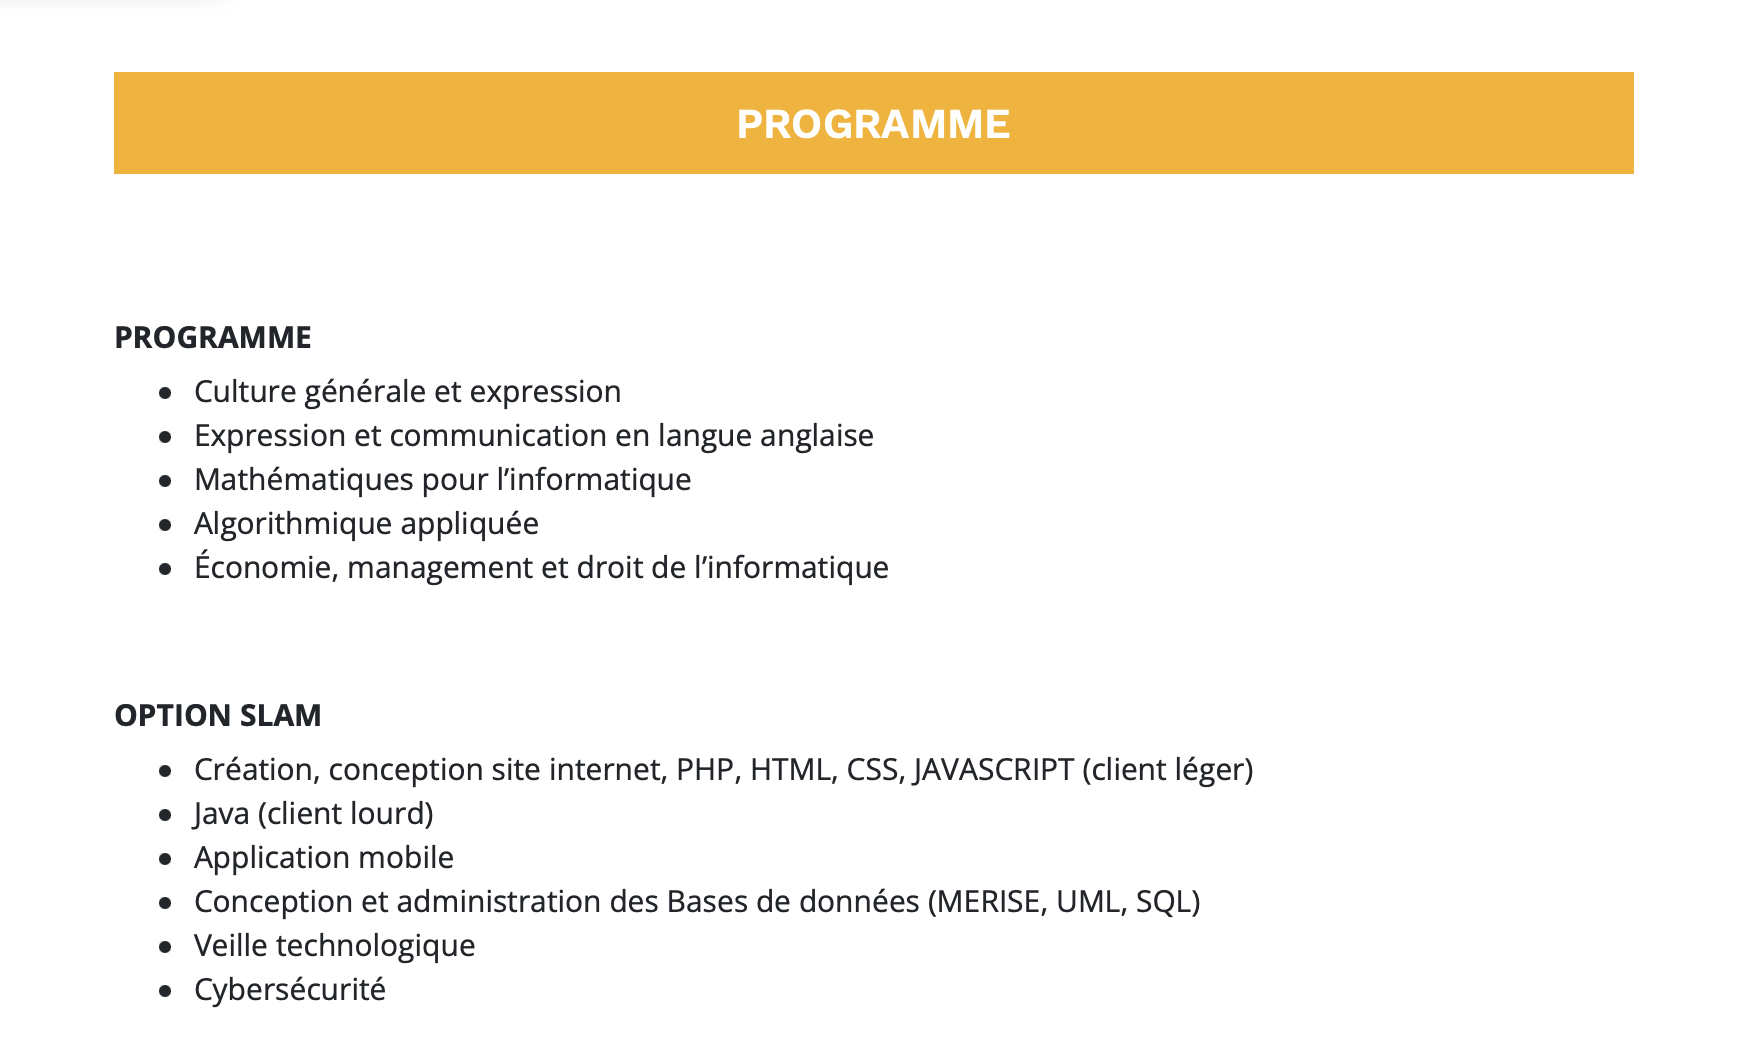 PROGRAMME
PROGRAMME
Culture générale et expression
Expression et communication en langue anglaise
Mathématiques pour l’informatique
Algorithmique appliquée
Économie, management et droit de l’informatique
OPTION SLAM
Création, conception site internet, PHP, HTML, CSS, JAVASCRIPT (client léger)
Java (client lourd)
Application mobile
Conception et administration des Bases de données (MERISE, UML, SQL)
Veille technologique
Cybersécurité